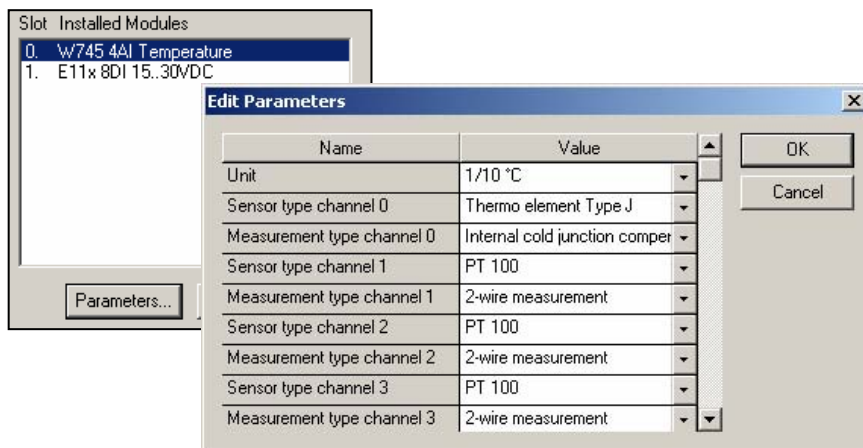 Slot Installed Modules
0. W745 4AI Temperature
1. E11x 8DI 15..30VDC
Parameters...
Edit Parameters
Name Value
Unit 1/10 °C
Sensor type channel 0 Thermo element Type J
Measurement type channel 0 Internal cold junction comper
Sensor type channel 1 PT 100
Measurement type channel 1 2-wire measurement
Sensor type channel 2 PT 100
Measurement type channel 2 2-wire measurement
Sensor type channel 3 PT 100
Measurement type channel 3 2-wire measurement
OK
Cancel